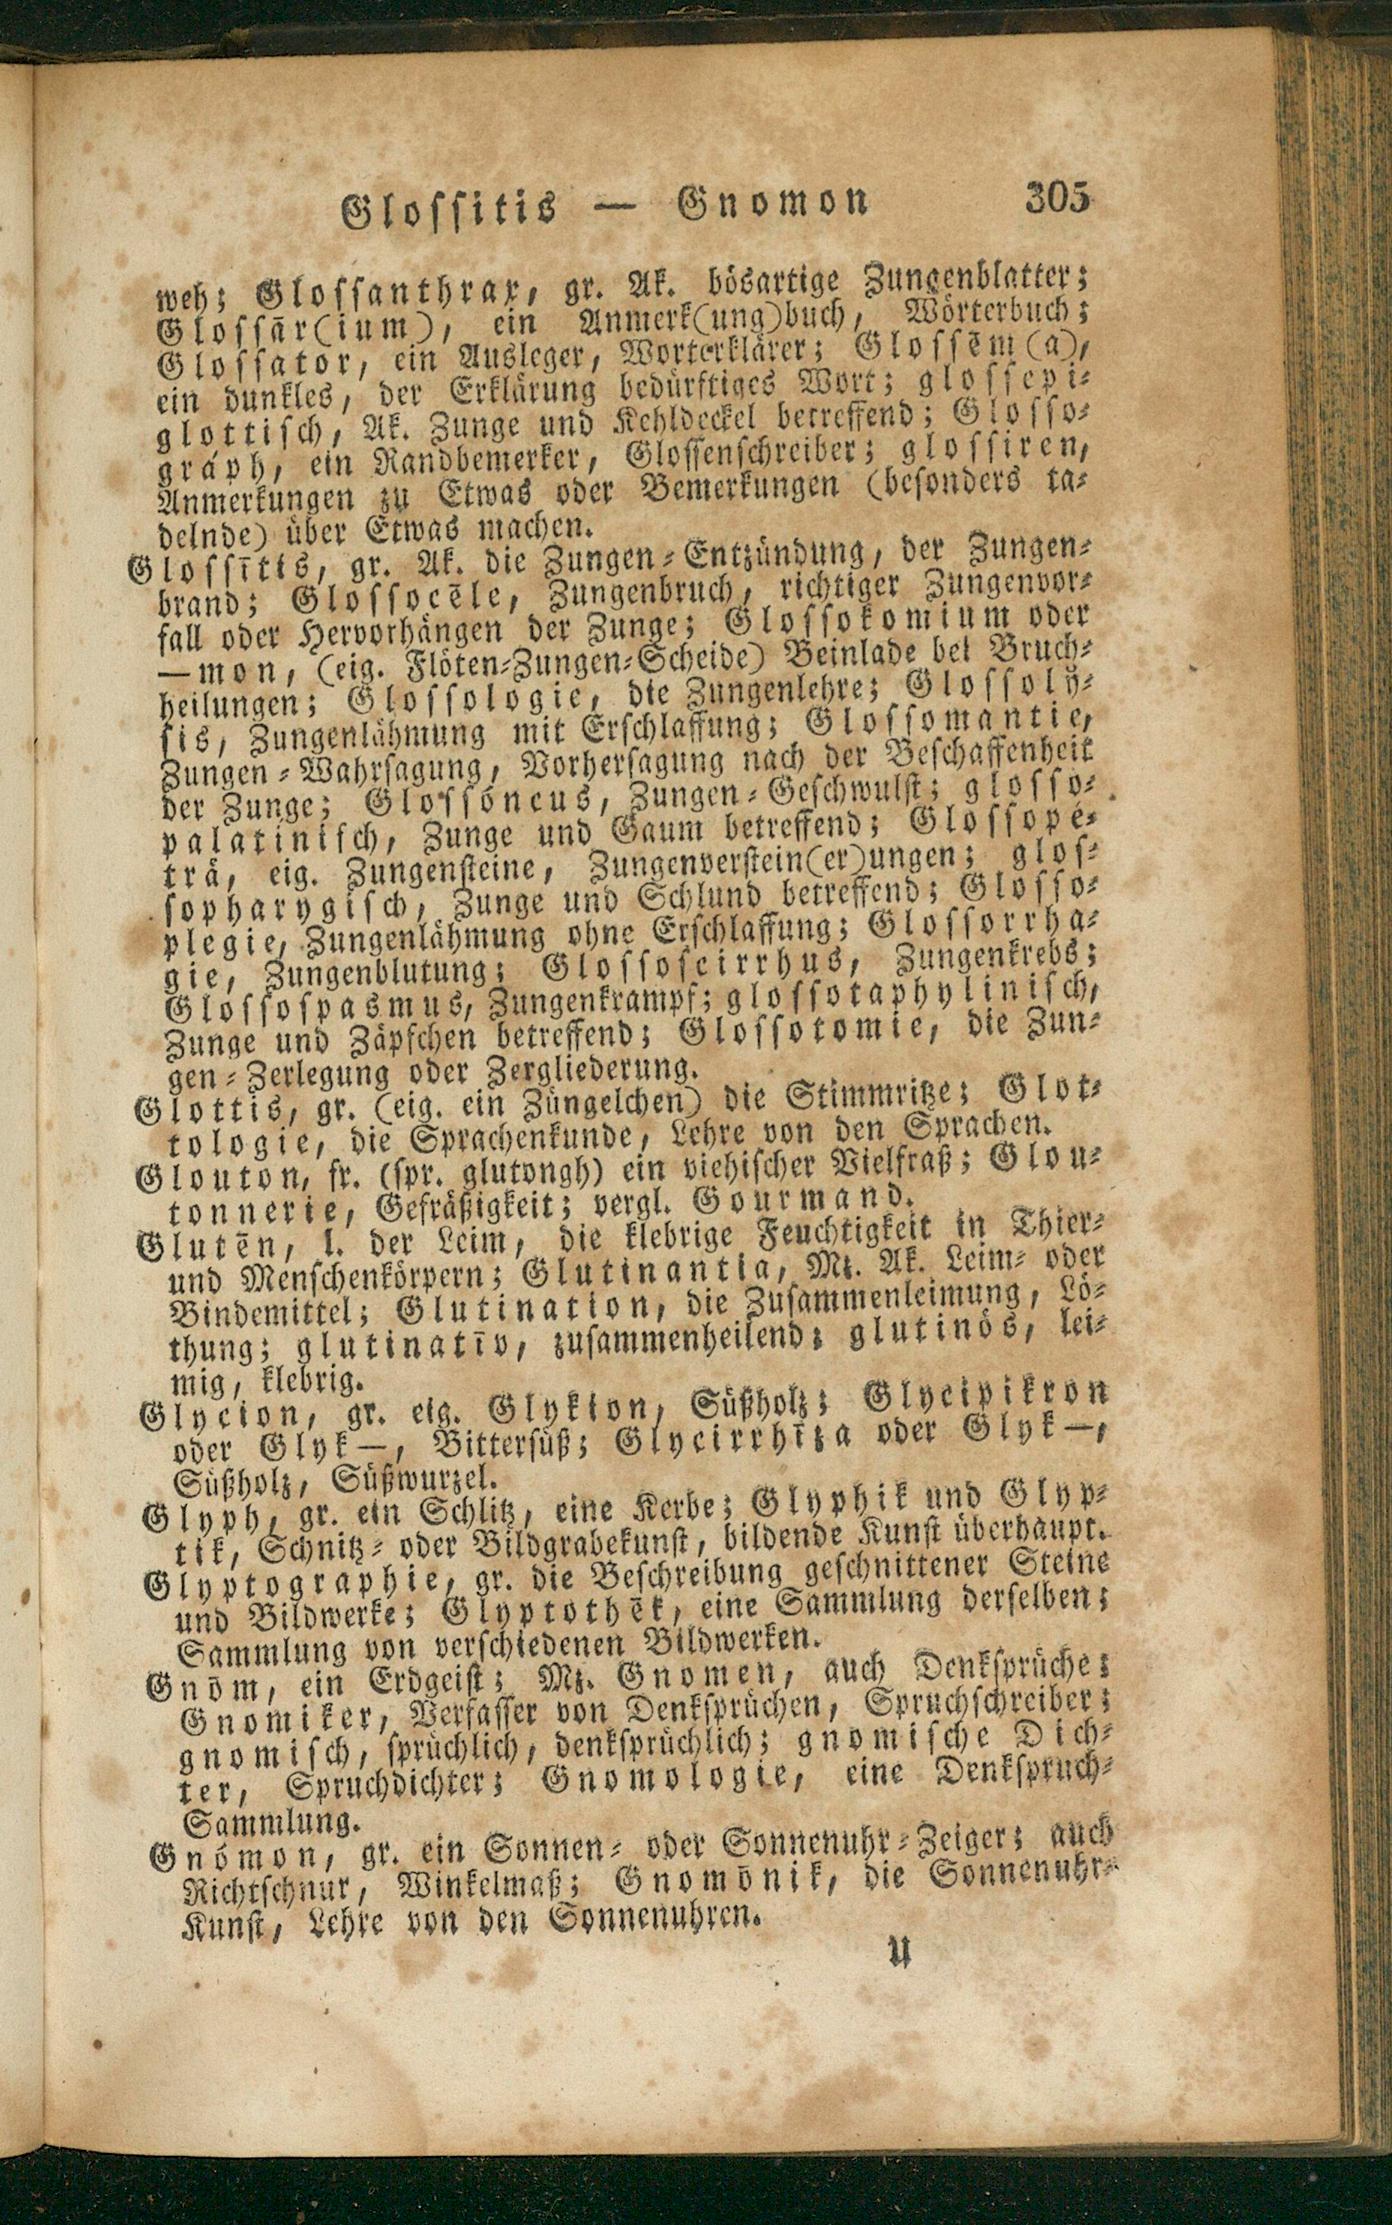 Glossitis — Gnomon 305
weh; Glossanthrax, gr. Ak. bösartige Zungenblatter;
Glossār(ium), ein Anmerk(ung)buch, Wörterbuch;
Glossator, ein Ausleger, Worterklärer; Glossēm(a),
ein dunkles, der Erklärung bedürftiges Wort; glossepi-
glottisch, Ak. Zunge und Kehldeckel betreffend; Glosso-
gráph, ein Randbemerker, Glossenschreiber; glossiren,
Anmerkungen zu Etwas oder Bemerkungen (besonders ta-
delnde) über Etwas machen.
Glossītis, gr. Ak. die Zungen-Entzündung, der Zungen-
brand; Glossocēle, Zungenbruch, richtiger Zungenvor-
fall oder Hervorhängen der Zunge; Glossokomium oder
—mon, (eig. Flöten-Zungen-Scheide) Beinlade bei Bruch-
heilungen; Glossologie, die Zungenlehre; Glossolý-
sis, Zungenlähmung mit Erschlaffung; Glossomantie,
Zungen-Wahrsagung, Vorhersagung nach der Beschaffenheit
der Zunge; Glossóncus, Zungen-Geschwulst; glosso-
palatinisch, Zunge und Gaum betreffend; Glossopé-
trä, eig. Zungensteine, Zungenverstein(er)ungen; glos-
sopharygisch, Zunge und Schlund betreffend; Glosso-
plegie, Zungenlähmung ohne Erschlaffung; Glossorrha-
gie, Zungenblutung; Glossoscirrhus, Zungenkrebs;
Glossospasmus, Zungenkrampf; glossotaphylinisch,
Zunge und Zäpfchen betreffend; Glossotomie, die Zun-
gen-Zerlegung oder Zergliederung.
Glottis, gr. (eig. ein Züngelchen) die Stimmritze; Glot-
tologie, die Sprachenkunde, Lehre von den Sprachen.
Glouton, fr. (spr. glutongh) ein viehischer Vielfraß; Glou-
tonnerie, Gefräßigkeit; vergl. Gourmand.
Glutēn, l. der Leim, die klebrige Feuchtigkeit in Thier-
und Menschenkörpern; Glutinantia, Mz. Ak. Leim- oder
Bindemittel; Glutination, die Zusammenleimung, Lö-
thung; glutinatīv, zusammenheilend; glutinös, lei-
mig, klebrig.
Glycion, gr. eig. Glykion, Süßholz; Glycipikron
oder Glyk—, Bittersüß; Glycirrhīza oder Glyk—,
Süßholz, Süßwurzel.
Glyph, gr. ein Schlitz, eine Kerbe; Glyphik und Glyp-
tik, Schnitz- oder Bildgrabekunst, bildende Kunst überhaupt.
Glyptographie, gr. die Beschreibung geschnittener Steine
und Bildwerke; Glyptothēk, eine Sammlung derselben;
Sammlung von verschiedenen Bildwerken.
Gnōm, ein Erdgeist; Mz. Gnomen, auch Denksprüche;
Gnomiker, Verfasser von Denksprüchen, Spruchschreiber;
gnomisch, sprüchlich, denksprüchlich; gnomische Dich-
ter, Spruchdichter; Gnomologie, eine Denkspruch-
Sammlung.
Gnōmon, gr. ein Sonnen- oder Sonnenuhr-Zeiger; auch
Richtschnur, Winkelmaß; Gnomōnik, die Sonnenuhr-
Kunst, Lehre von den Sonnenuhren.
U